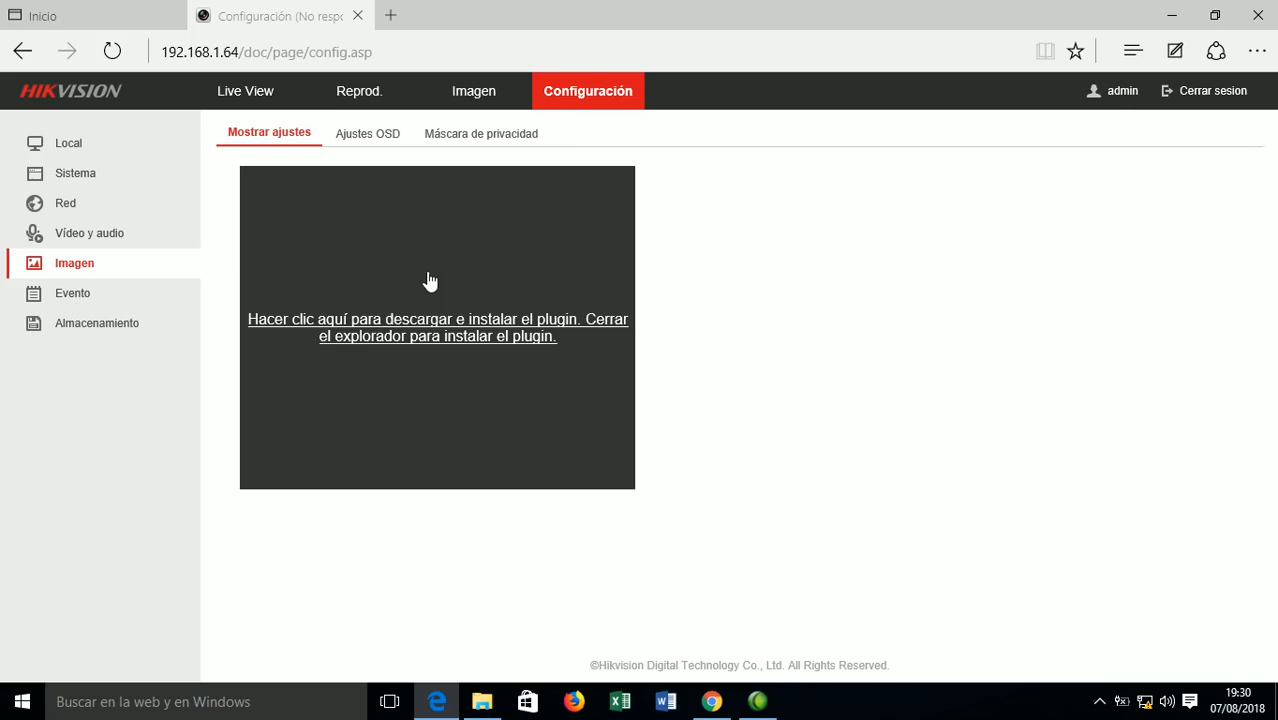 Inicio
Configuración (No resp
192.168.1.64/doc/page/config.asp
HIKVISION
Live View
Reprod.
Imagen
Configuración
admin
Cerrar sesion
Mostrar ajustes
Ajustes OSD
Máscara de privacidad
Local
Sistema
Red
Vídeo y audio
Imagen
Evento
Almacenamiento
Hacer clic aquí para descargar e instalar el plugin. Cerrar
el explorador para instalar el plugin.
©Hikvision Digital Technology Co., Ltd. All Rights Reserved.
Buscar en la web y en Windows
19:30
07/08/2018